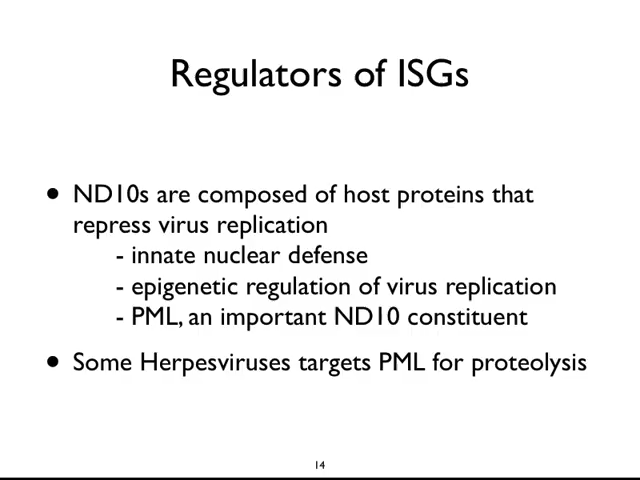 Regulators of ISGs
• ND10s are composed of host proteins that
repress virus replication
- innate nuclear defense
- epigenetic regulation of virus replication
- PML, an important ND10 constituent
• Some Herpesviruses targets PML for proteolysis
14